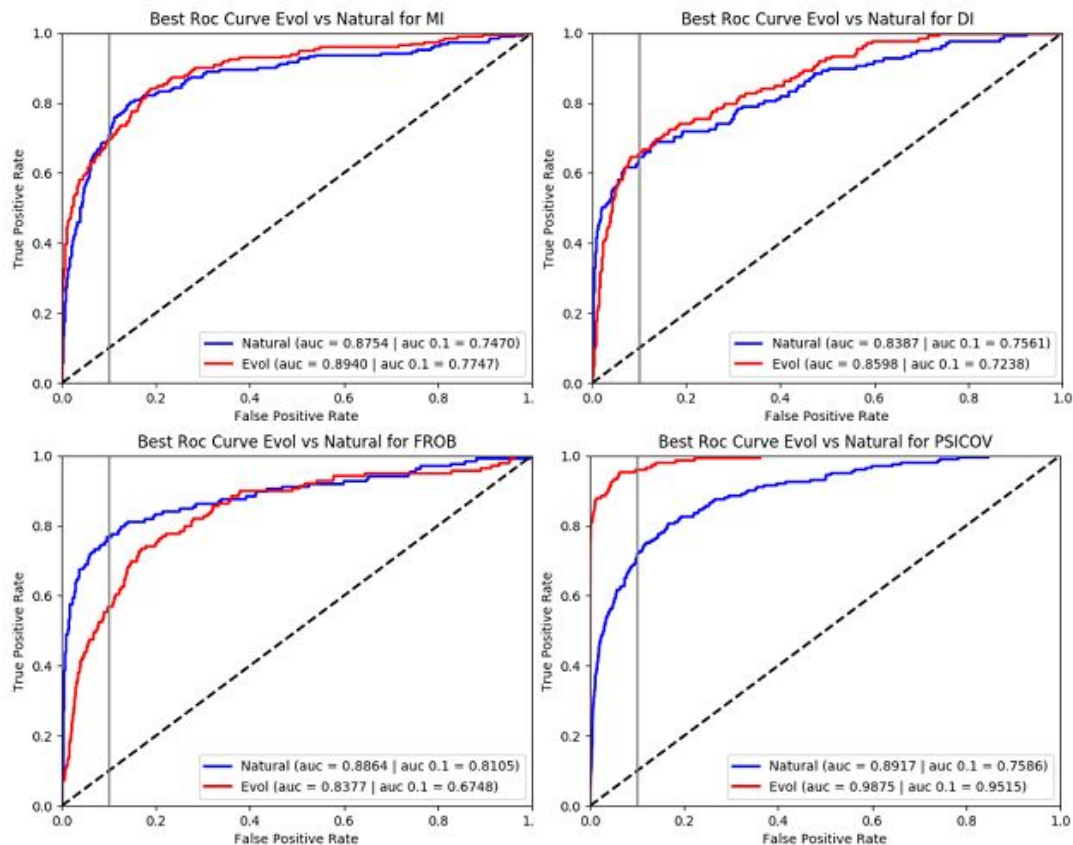 Best Roc Curve Evol vs Natural for MI
1.0
0.8
0.6
0.4
0.2
0.0
True Positive Rate
Natural (auc = 0.8754 | auc 0.1 = 0.7470)
Evol (auc = 0.8940 | auc 0.1 = 0.7747)
0.0 0.2 0.4 0.6 0.8 1.
False Positive Rate
Best Roc Curve Evol vs Natural for DI
1.0
0.8
0.6
0.4
0.2
0.0
True Positive Rate
Natural (auc = 0.8387 | auc 0.1 = 0.7561)
Evol (auc = 0.8598 | auc 0.1 = 0.7238)
0.0 0.2 0.4 0.6 0.8 1.0
False Positive Rate
Best Roc Curve Evol vs Natural for FROB
1.0
0.8
0.6
0.4
0.2
0.0
True Positive Rate
Natural (auc = 0.8864 | auc 0.1 = 0.8105)
Evol (auc = 0.8377 | auc 0.1 = 0.6748)
0.0 0.2 0.4 0.6 0.8 1.
False Positive Rate
Best Roc Curve Evol vs Natural for PSICOV
1.0
0.8
0.6
0.4
0.2
0.0
True Positive Rate
Natural (auc = 0.8917 | auc 0.1 = 0.7586)
Evol (auc = 0.9875 | auc 0.1 = 0.9515)
0.0 0.2 0.4 0.6 0.8 1.0
False Positive Rate